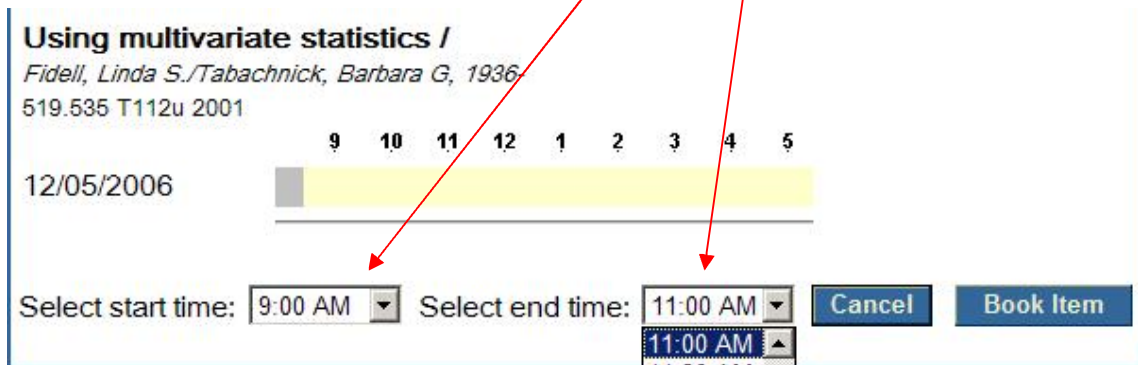 Using multivariate statistics /
Fidell, Linda S./Tabachnick, Barbara G, 1936-
519.535 T112u 2001
9 10 11 12 1 2 3 4 5
12/05/2006
Select start time: 9:00 AM Select end time: 11:00 AM Cancel Book Item
11:00 AM